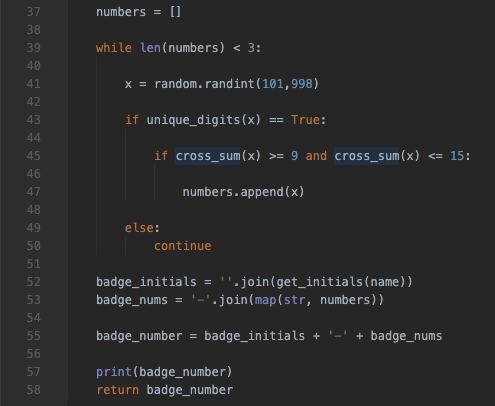 37 numbers = []
38
39 while len(numbers) < 3:
40
41 x = random.randint(101,998)
42
43 if unique_digits(x) == True:
44
45 if cross_sum(x) >= 9 and cross_sum(x) <= 15:
46
47 numbers.append(x)
48
49 else:
50 continue
51
52 badge_initials = ''.join(get_initials(name))
53 badge_nums = '-'.join(map(str, numbers))
54
55 badge_number = badge_initials + '-' + badge_nums
56
57 print(badge_number)
58 return badge_number